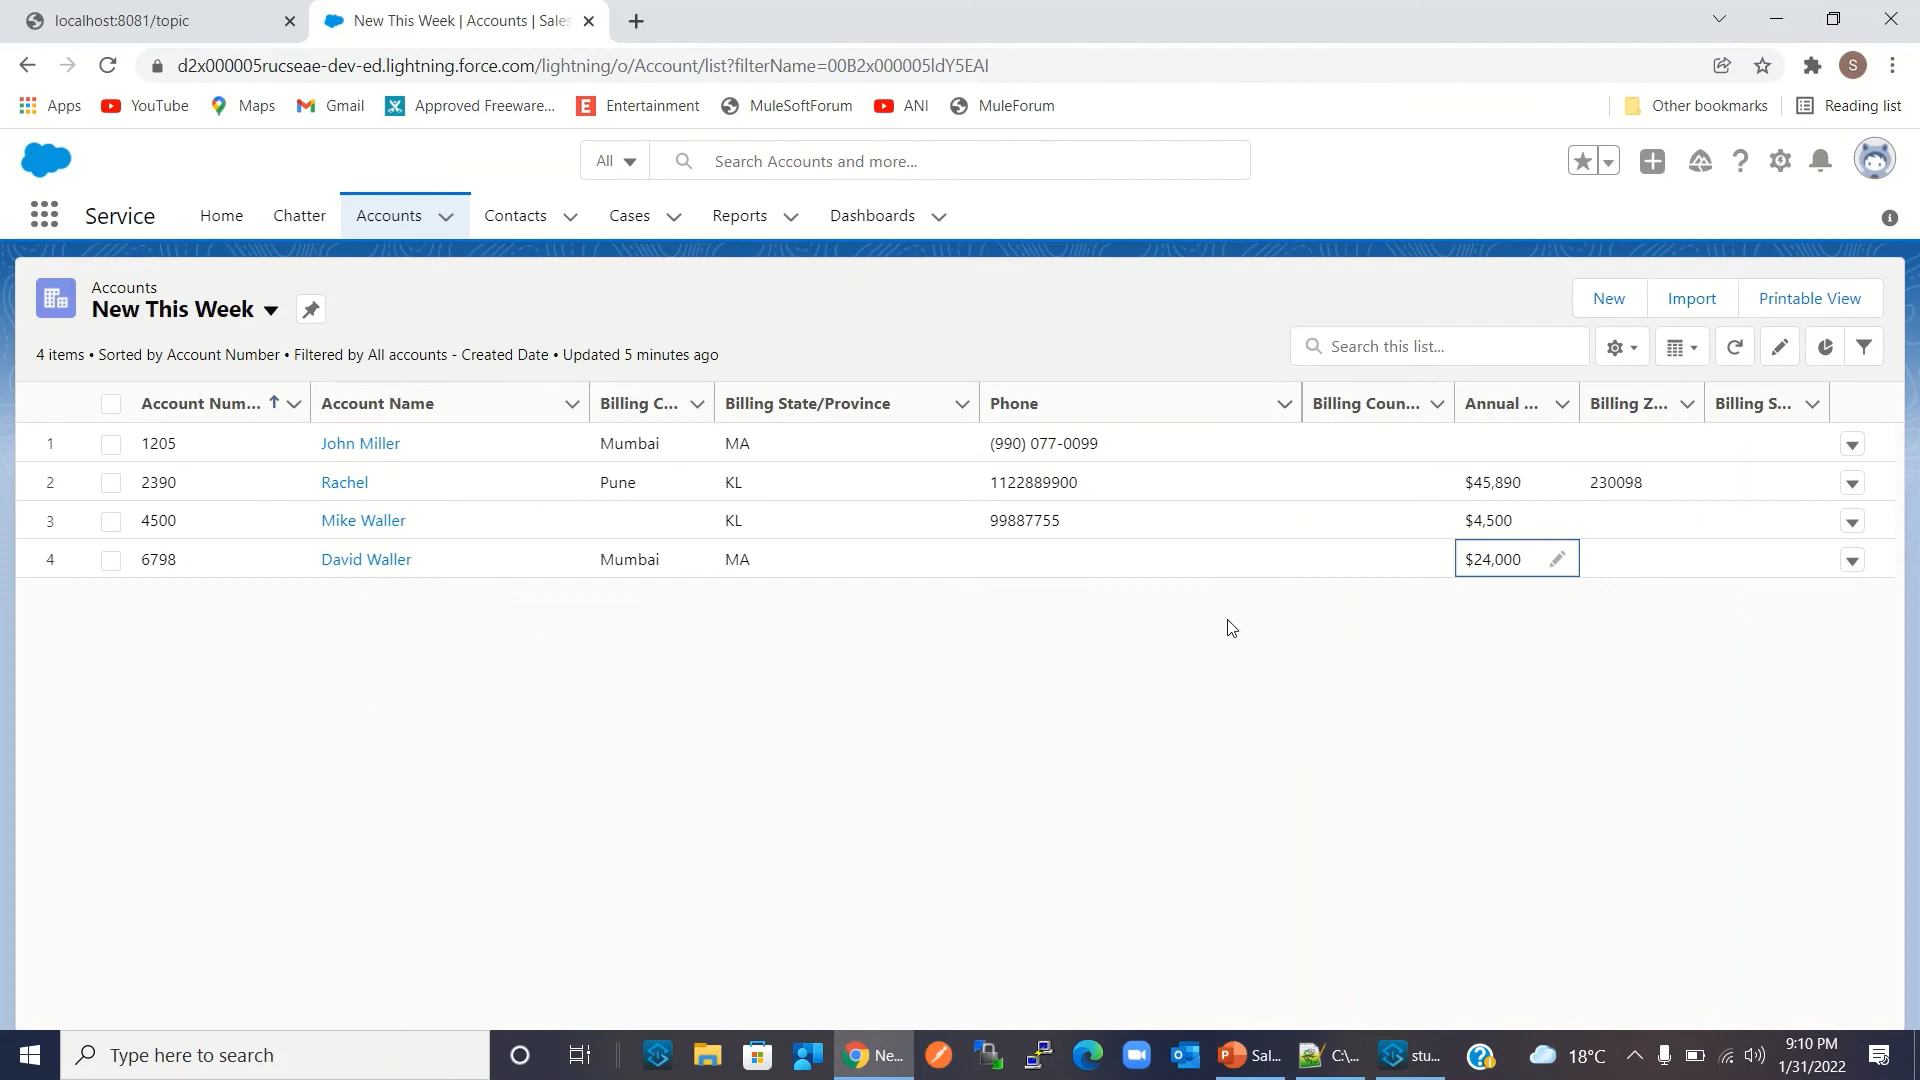 localhost:8081/topic
New This Week | Accounts | Sales
d2x000005rucseae-dev-ed.lightning.force.com/lightning/o/Account/list?filterName=00B2x000005ldY5EAI
S
Apps YouTube Maps Gmail Approved Freeware... Entertainment MuleSoftForum ANI MuleForum Other bookmarks Reading list
All Search Accounts and more...
Service Home Chatter Accounts Contacts Cases Reports Dashboards
Accounts
New This Week
New Import Printable View
4 items • Sorted by Account Number • Filtered by All accounts - Created Date • Updated 5 minutes ago
Search this list...
Account Num... Account Name Billing C... Billing State/Province Phone Billing Coun... Annual ... Billing Z... Billing S...
1 1205 John Miller Mumbai MA (990) 077-0099
2 2390 Rachel Pune KL 1122889900 $45,890 230098
3 4500 Mike Waller KL 99887755 $4,500
4 6798 David Waller Mumbai MA $24,000
Type here to search
Ne...
Sal...
C:\...
stu...
18°C
9:10 PM
1/31/2022